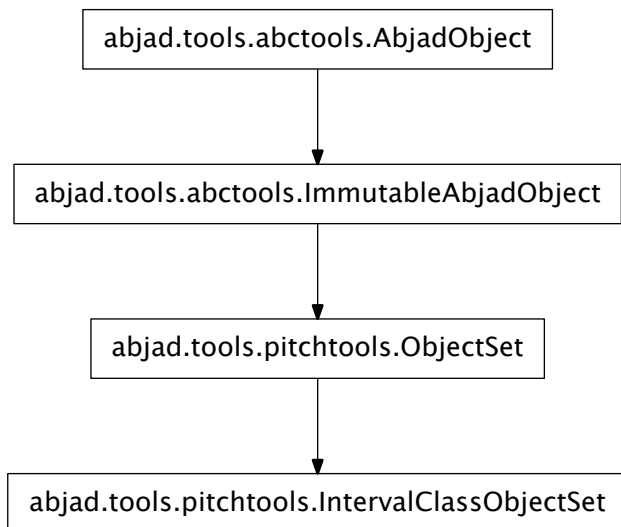 abjad.tools.abctools.AbjadObject
abjad.tools.abctools.ImmutableAbjadObject
abjad.tools.pitchtools.ObjectSet
abjad.tools.pitchtools.IntervalClassObjectSet